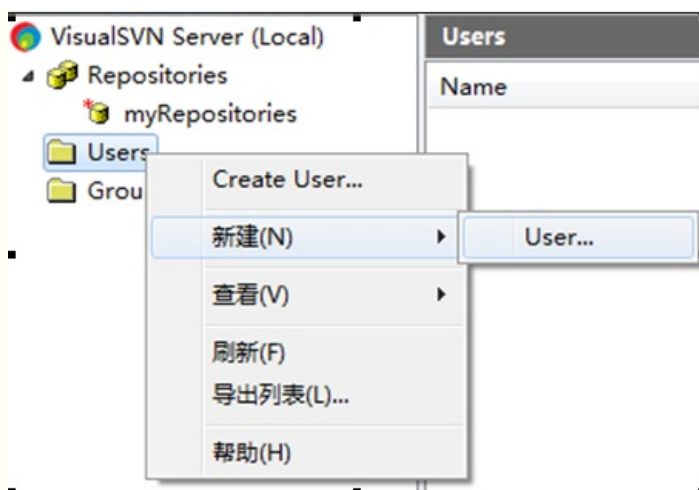 VisualSVN Server (Local)
Users
Repositories
Name
myRepositories
Users
Create User...
Grou
新建(N)
User...
查看(V)
刷新(F)
导出列表(L)...
帮助(H)